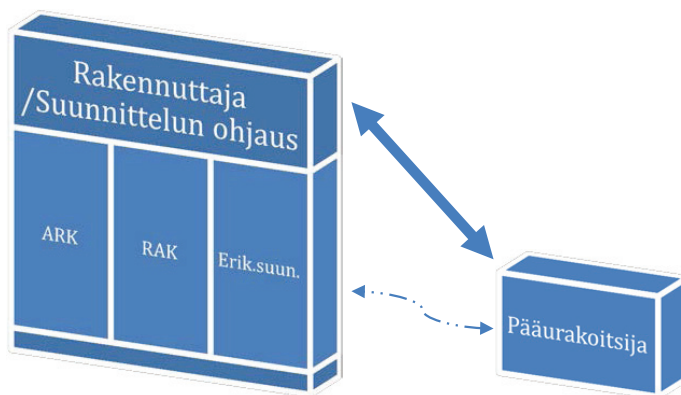 Rakennuttaja
/Suunnittelun ohjaus
ARK
RAK
Erik.suun.
Pääurakoitsija